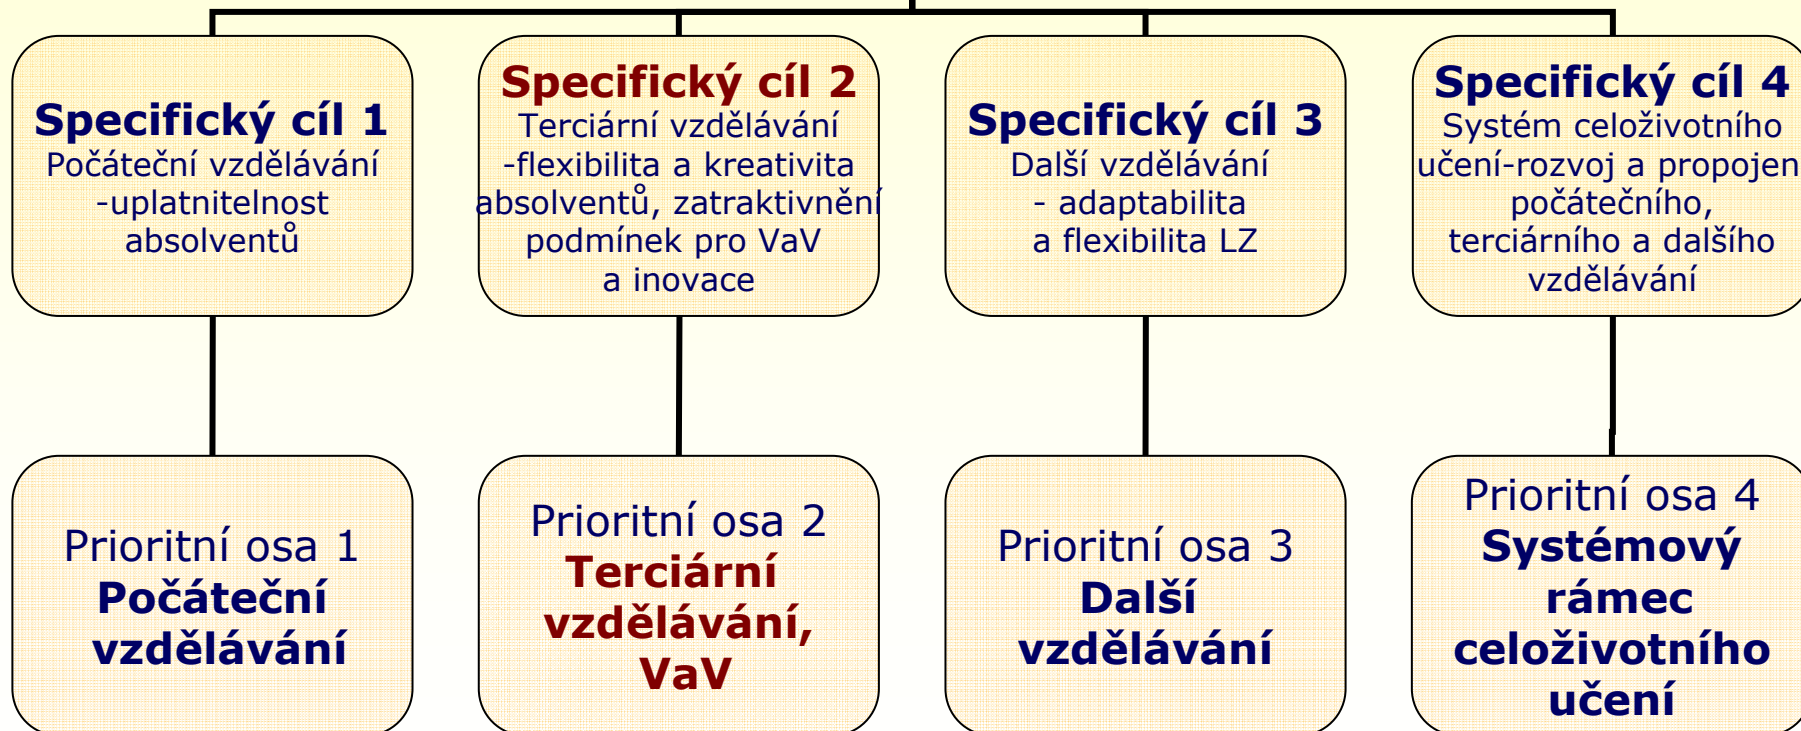 Specifický cíl 1
Počáteční vzdělávání
-uplatnitelnost
absolventů
Specifický cíl 2
Terciární vzdělávání
-flexibilita a kreativita
absolventů, zatraktivnění
podmínek pro VaV
a inovace
Specifický cíl 3
Další vzdělávání
- adaptabilita
a flexibilita LZ
Specifický cíl 4
Systém celoživotního
učení-rozvoj a propojen
počátečního,
terciárního a dalšího
vzdělávání
Prioritní osa 1
Počáteční
vzdělávání
Prioritní osa 2
Terciární
vzdělávání,
VaV
Prioritní osa 3
Další
vzdělávání
Prioritní osa 4
Systémový
rámec
celoživotního
učení